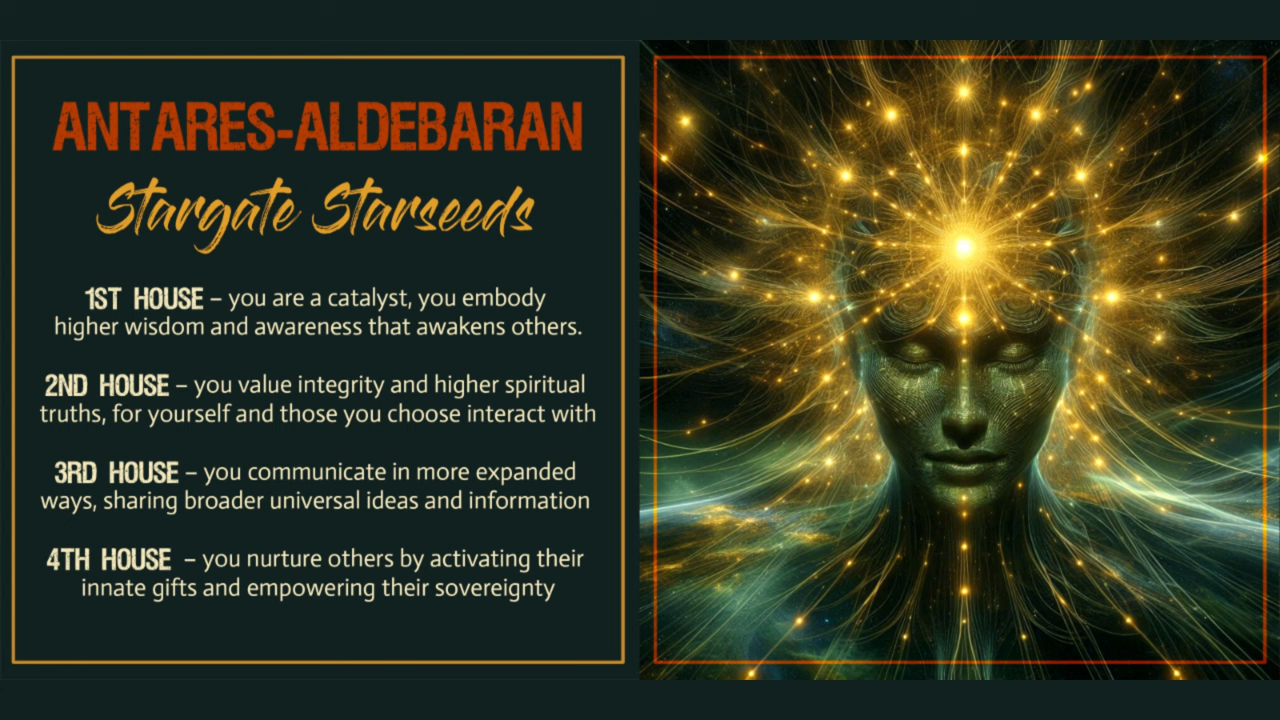 ANTARES-ALDEBARAN
Stargate Starseeds
1ST HOUSE – you are a catalyst, you embody
higher wisdom and awareness that awakens others.
2ND HOUSE – you value integrity and higher spiritual
truths, for yourself and those you choose interact with
3RD HOUSE – you communicate in more expanded
ways, sharing broader universal ideas and information
4TH HOUSE – you nurture others by activating their
innate gifts and empowering their sovereignty